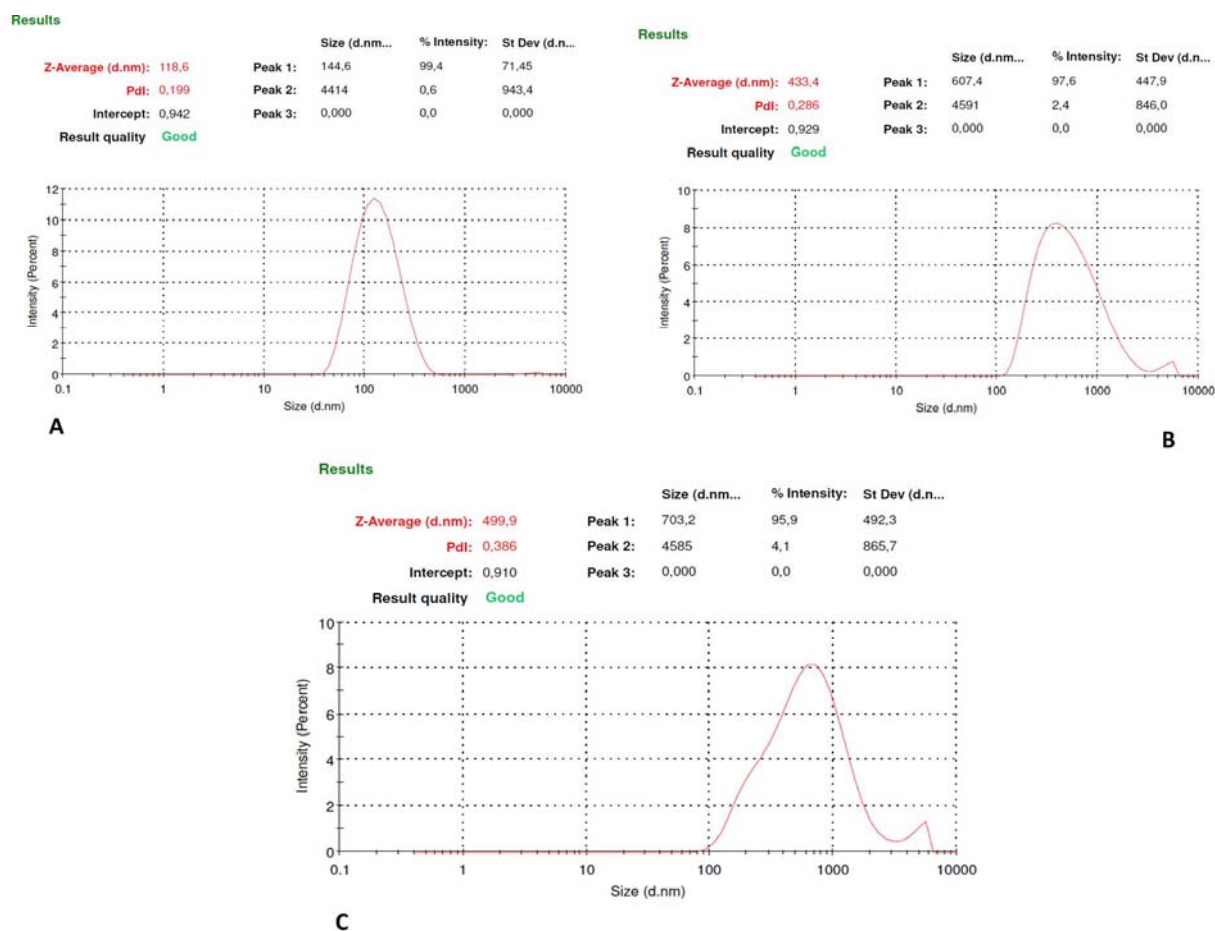 Results
Size (d.nm... % Intensity: St Dev (d.n...
Z-Average (d.nm): 118,6 Peak 1: 144,6 99,4 71,45
PdI: 0,199 Peak 2: 4414 0,6 943,4
Intercept: 0,942 Peak 3: 0,000 0,0 0,000
Result quality Good
12
10
8
6
4
2
0
Intensity (Percent)
0.1 1 10 100 1000 10000
Size (d.nm)
A
Results
Size (d.nm... % Intensity: St Dev (d.n...
Z-Average (d.nm): 433,4 Peak 1: 607,4 97,6 447,9
PdI: 0,286 Peak 2: 4591 2,4 846,0
Intercept: 0,929 Peak 3: 0,000 0,0 0,000
Result quality Good
10
8
6
4
2
0
Intensity (Percent)
0.1 1 10 100 1000 10000
Size (d.nm)
B
Results
Size (d.nm... % Intensity: St Dev (d.n...
Z-Average (d.nm): 499,9 Peak 1: 703,2 95,9 492,3
PdI: 0,386 Peak 2: 4585 4,1 865,7
Intercept: 0,910 Peak 3: 0,000 0,0 0,000
Result quality Good
10
8
6
4
2
0
Intensity (Percent)
0.1 1 10 100 1000 10000
Size (d.nm)
C